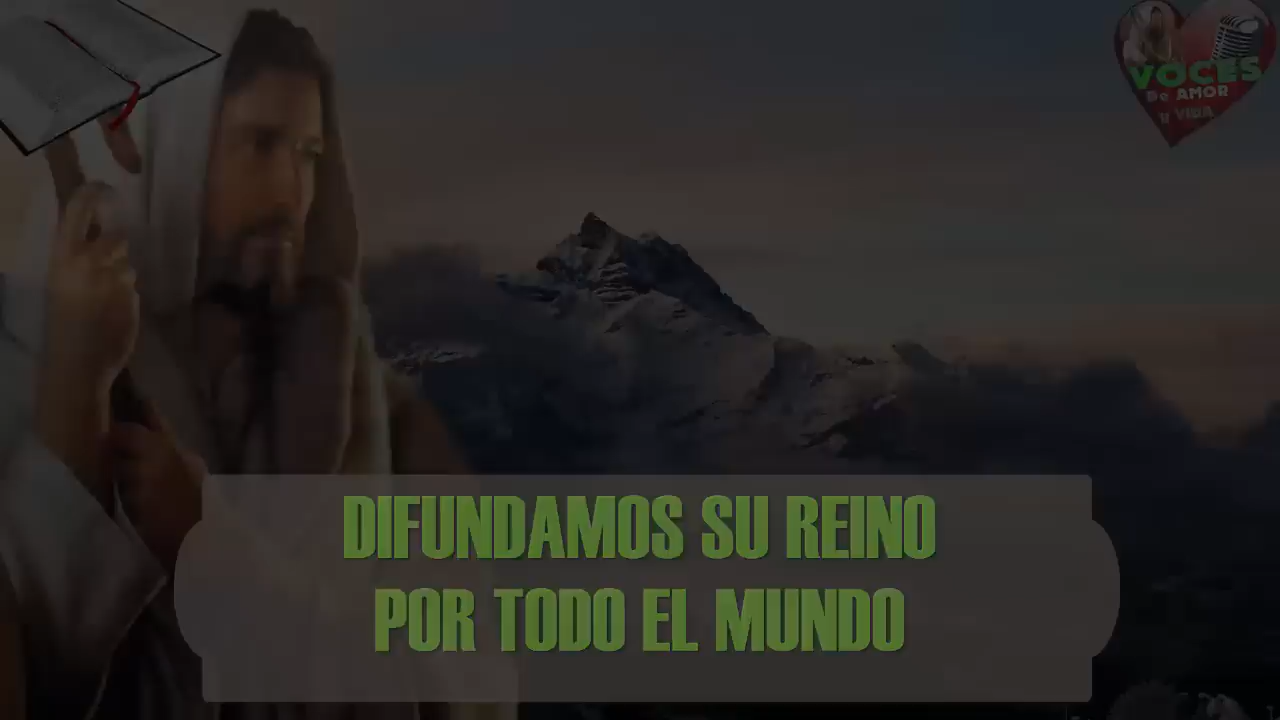 VOCES
De AMOR
Y VIDA
DIFUNDAMOS SU REINO
POR TODO EL MUNDO